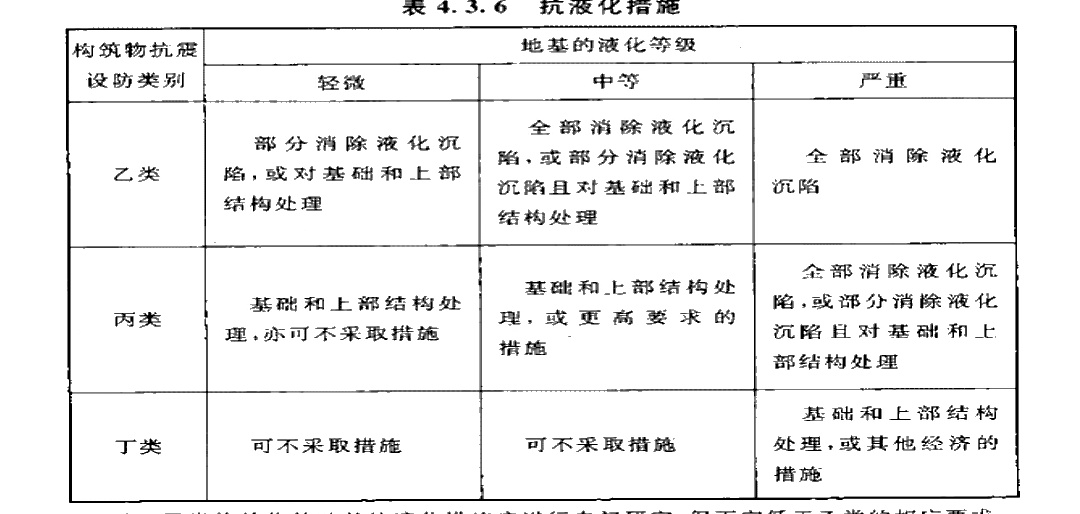 表 4.3.6 抗液化措施
构筑物抗震
设防类别
地基的液化等级
轻微
中等
严重
乙类
部分消除液化沉
陷,或对基础和上部
结构处理
全部消除液化沉
陷,或部分消除液化
沉陷且对基础和上部
结构处理
全部消除液化
沉陷
丙类
基础和上部结构处
理,亦可不采取措施
基础和上部结构处
理,或更高要求的
措施
全部消除液化沉
陷,或部分消除液化
沉陷且对基础和上
部结构处理
丁类
可不采取措施
可不采取措施
基础和上部结构
处理,或其他经济的
措施